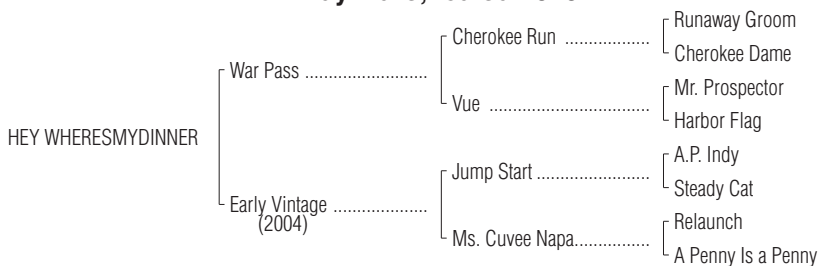 Runaway Groom
Cherokee Run ..................
Cherokee Dame
War Pass ..........................
Mr. Prospector
Vue ..................................
Harbor Flag
HEY WHERESMYDINNER
A.P. Indy
Jump Start ........................
Steady Cat
Early Vintage ....................
(2004)
Relaunch
Ms. Cuvee Napa................
A Penny Is a Penny